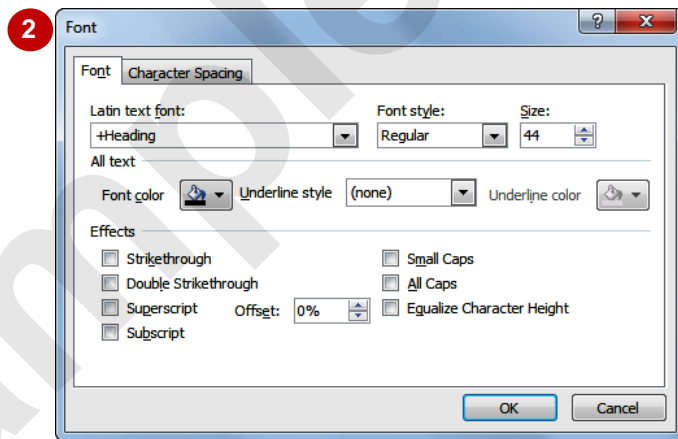 2
Font
? X
Font Character Spacing
Latin text font: Font style: Size:
+Heading Regular 44
All text
Font color Underline style (none) Underline color
Effects
Strikethrough Small Caps
Double Strikethrough All Caps
Superscript Offset: 0% Equalize Character Height
Subscript
OK Cancel